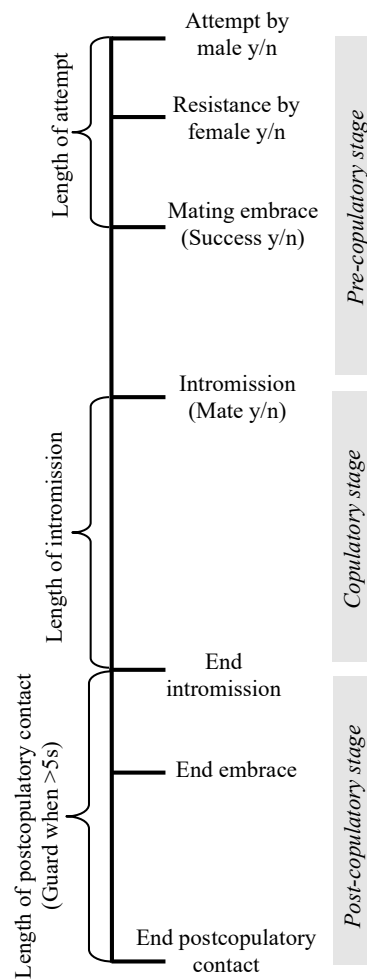 Attempt by
male y/n
Resistance by
female y/n
Mating embrace
(Success y/n)
Intromission
(Mate y/n)
End
intromission
End embrace
End postcopulatory
contact
Length of attempt
Length of intromission
Length of postcopulatory contact
(Guard when >5s)
Pre-copulatory stage
Copulatory stage
Post-copulatory stage